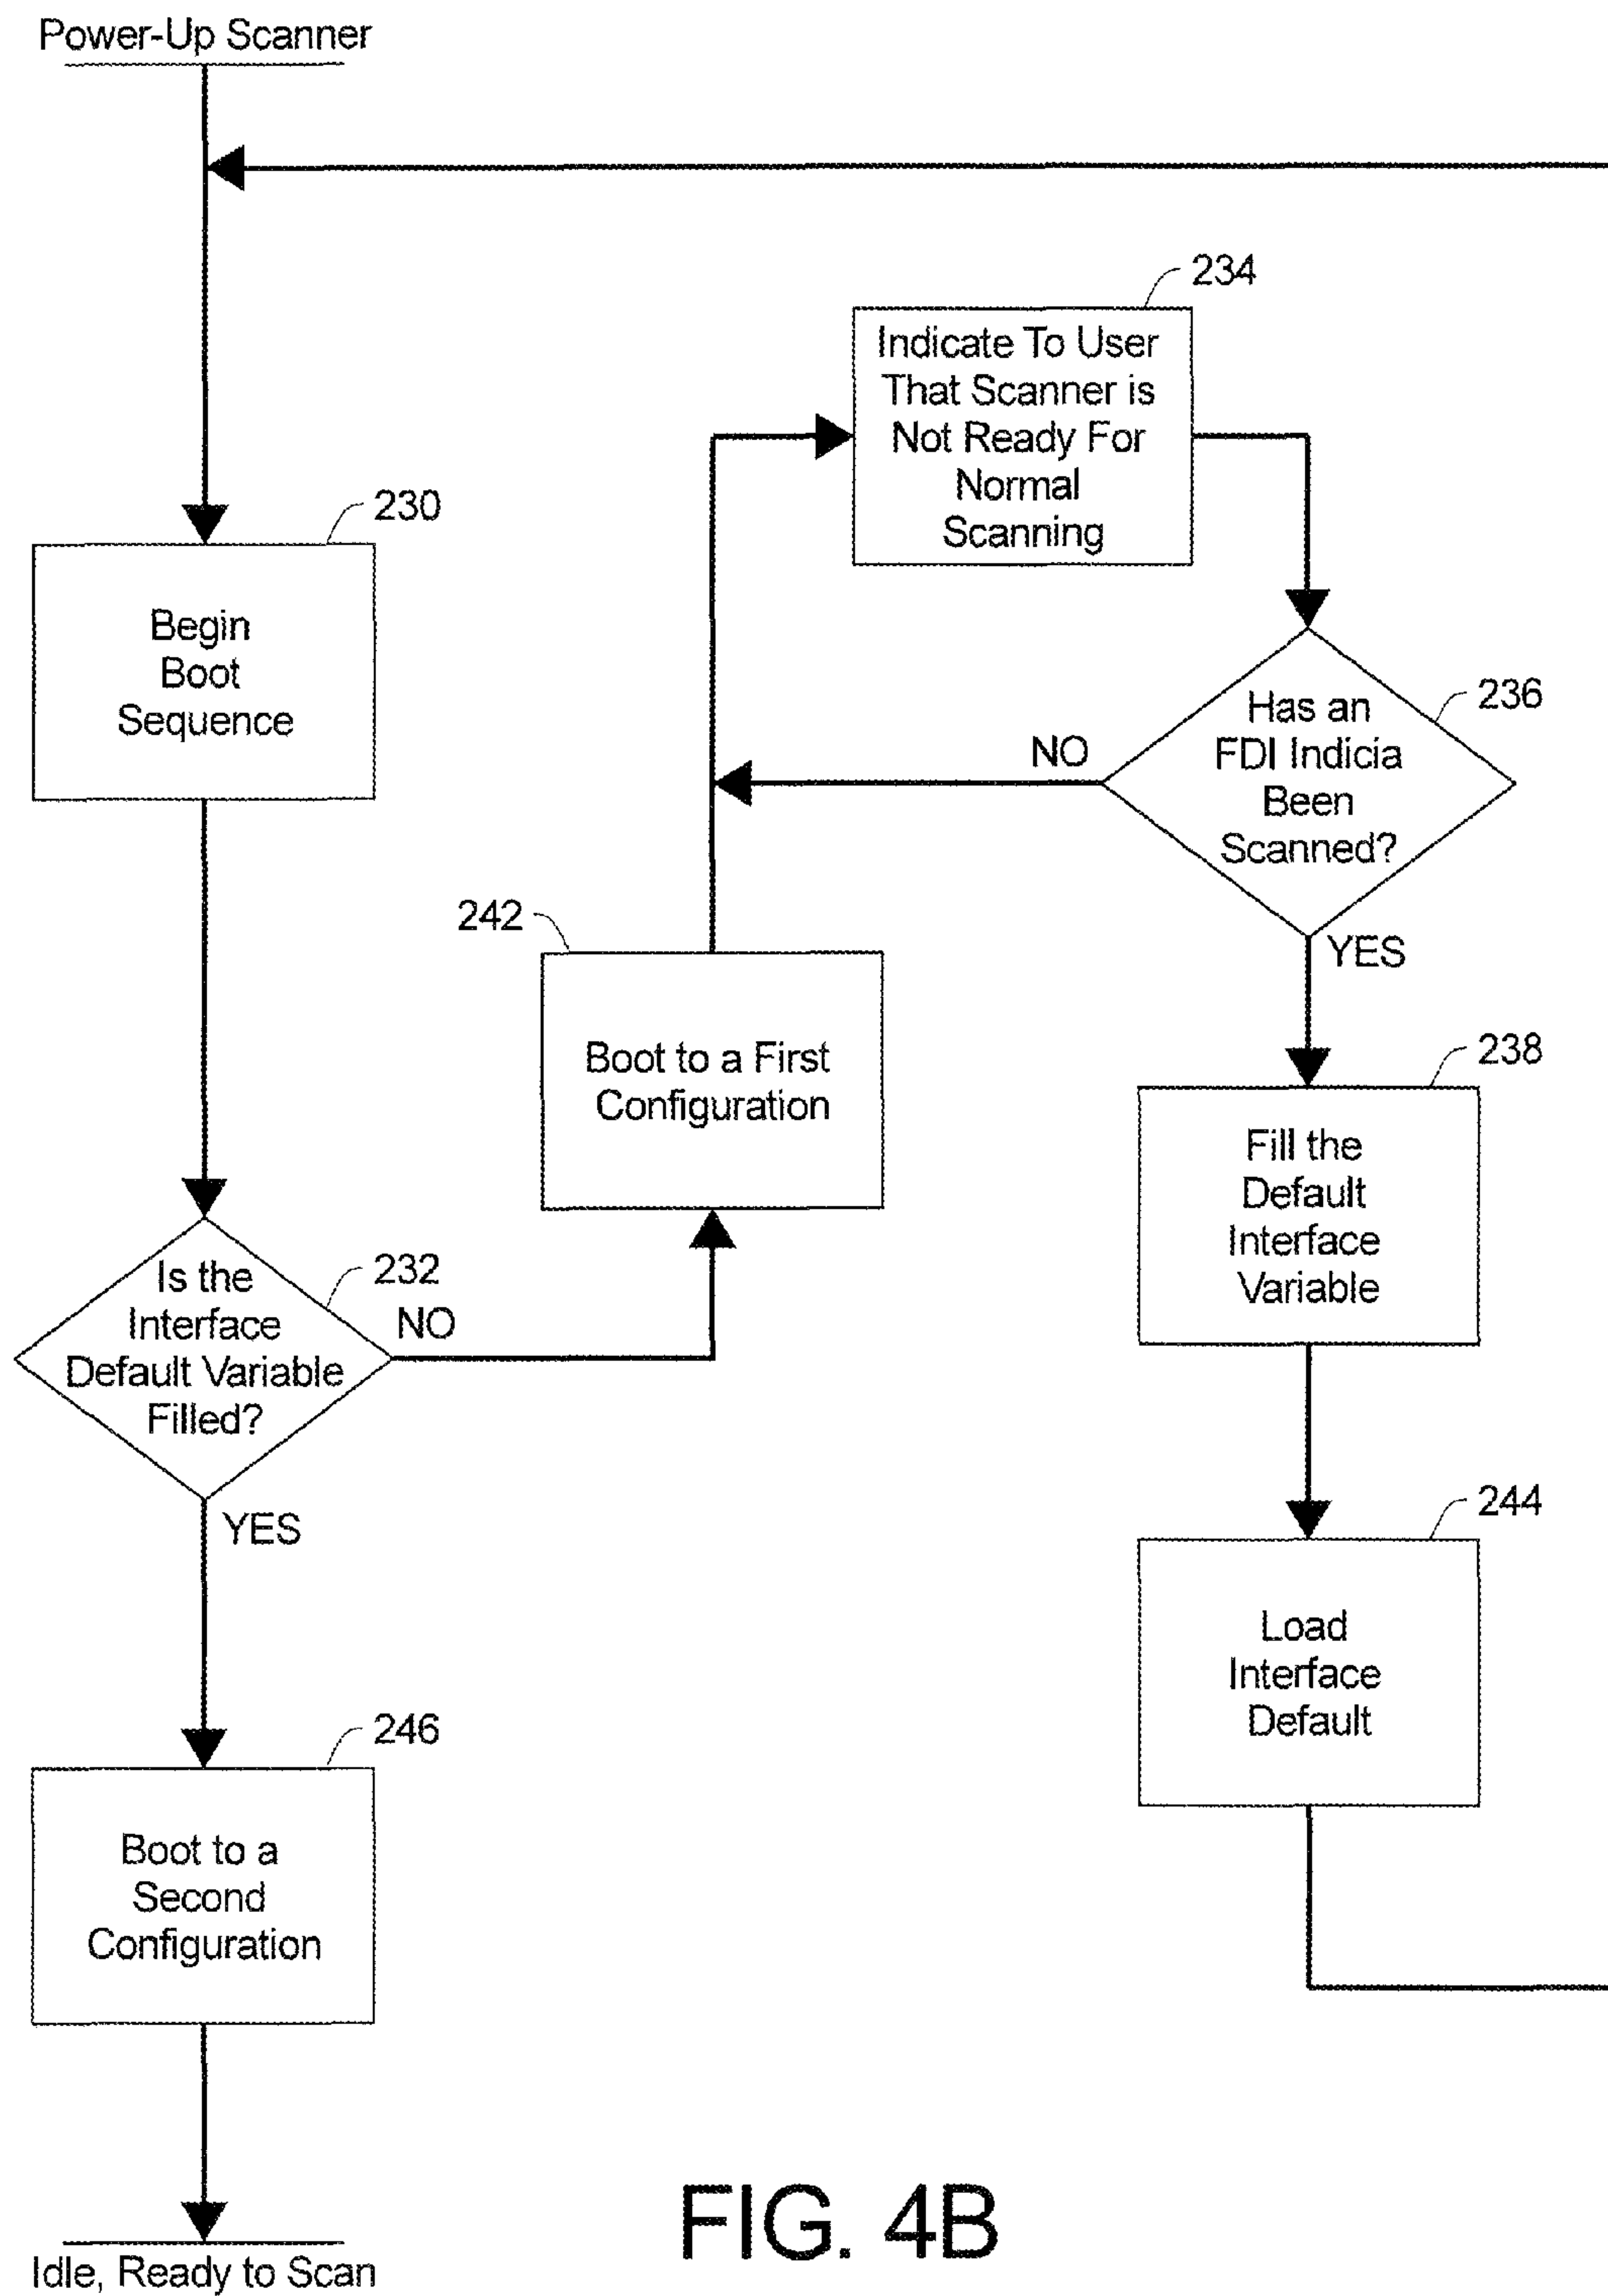 Power-Up Scanner
234
Indicate To User
That Scanner is
Not Ready For
Normal
Scanning
230
Begin
Boot
Sequence
236
Has an
FDI Indicia
Been
Scanned?
NO
YES
242
Boot to a First
Configuration
238
Fill the
Default
Interface
Variable
232
Is the
Interface
Default Variable
Filled?
NO
YES
244
Load
Interface
Default
246
Boot to a
Second
Configuration
Idle, Ready to Scan
FIG. 4B